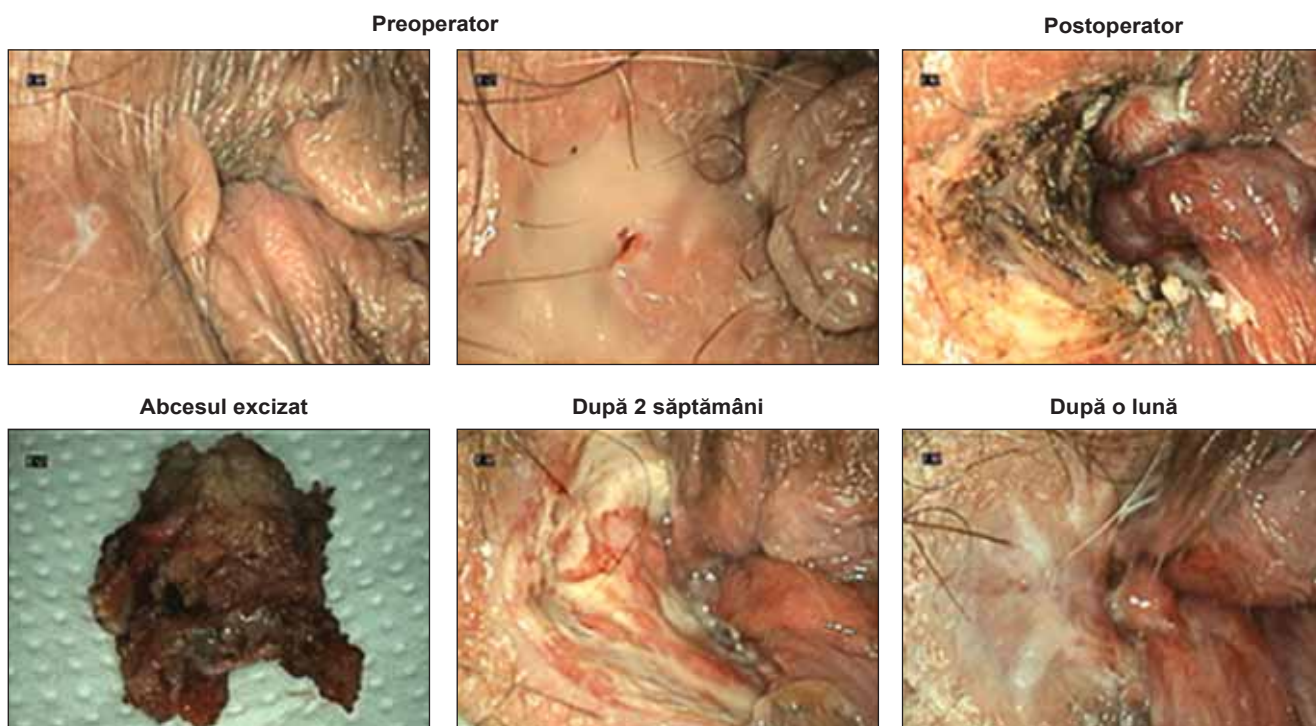 Preoperator
Postoperator
Abcesul excizat
După 2 săptămâni
După o lună